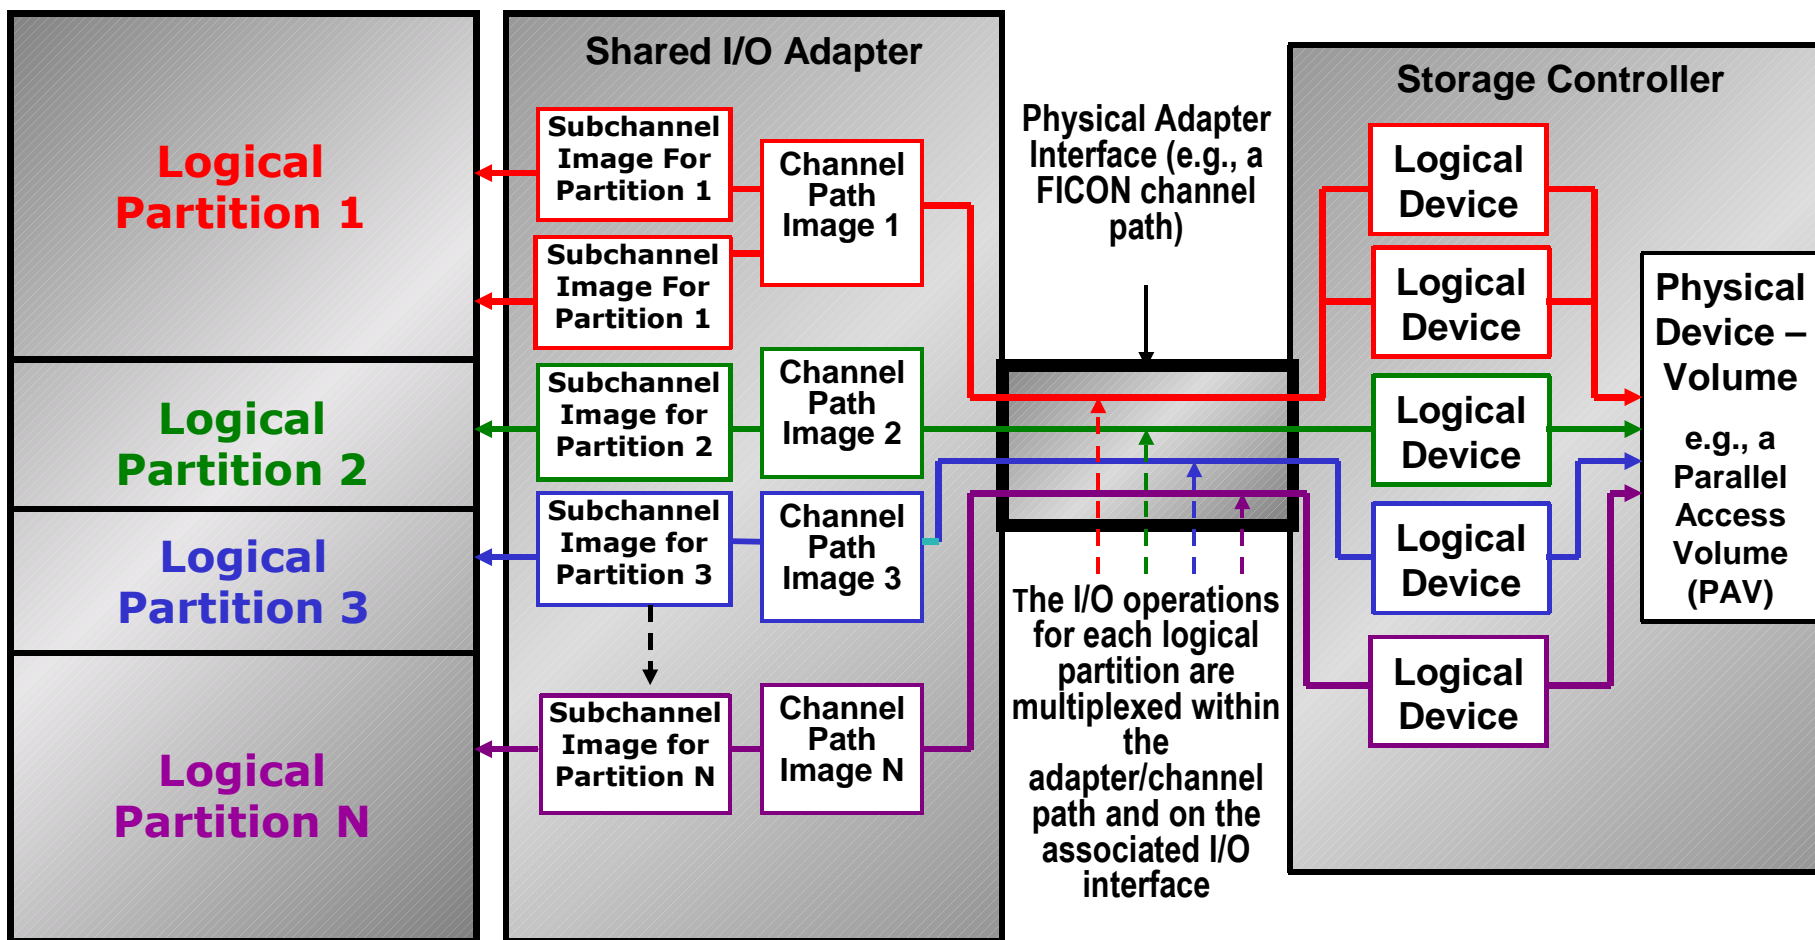 Logical
Partition 1
Logical
Partition 2
Logical
Partition 3
Logical
Partition N
Shared I/O Adapter
Subchannel
Image For
Partition 1
Subchannel
Image For
Partition 1
Channel
Path
Image 1
Subchannel
Image for
Partition 2
Channel
Path
Image 2
Subchannel
Image for
Partition 3
Channel
Path
Image 3
Subchannel
Image for
Partition N
Channel
Path
Image N
Physical Adapter
Interface (e.g., a
FICON channel
path)
The I/O operations
for each logical
partition are
multiplexed within
the
adapter/channel
path and on the
associated I/O
interface
Storage Controller
Logical
Device
Logical
Device
Logical
Device
Logical
Device
Logical
Device
Physical
Device –
Volume
e.g., a
Parallel
Access
Volume
(PAV)